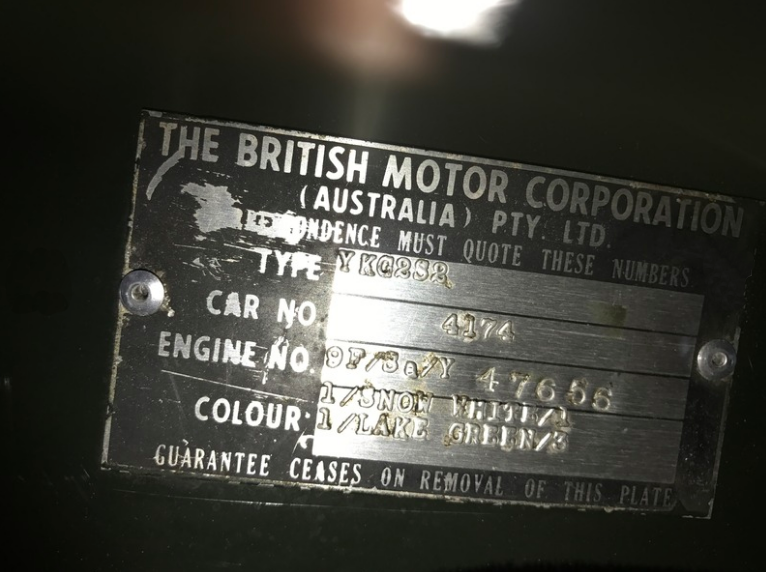 THE BRITISH MOTOR CORPORATION
(AUSTRALIA) PTY. LTD.
MUST QUOTE THESE NUMBERS
TYPE YKG2S2
CAR NO. 4174
ENGINE NO. 9F/Sa/Y 47656
COLOUR: 1/SNOW WHITE/1
1/LAKE GREEN/3
GUARANTEE CEASES ON REMOVAL OF THIS PLATE